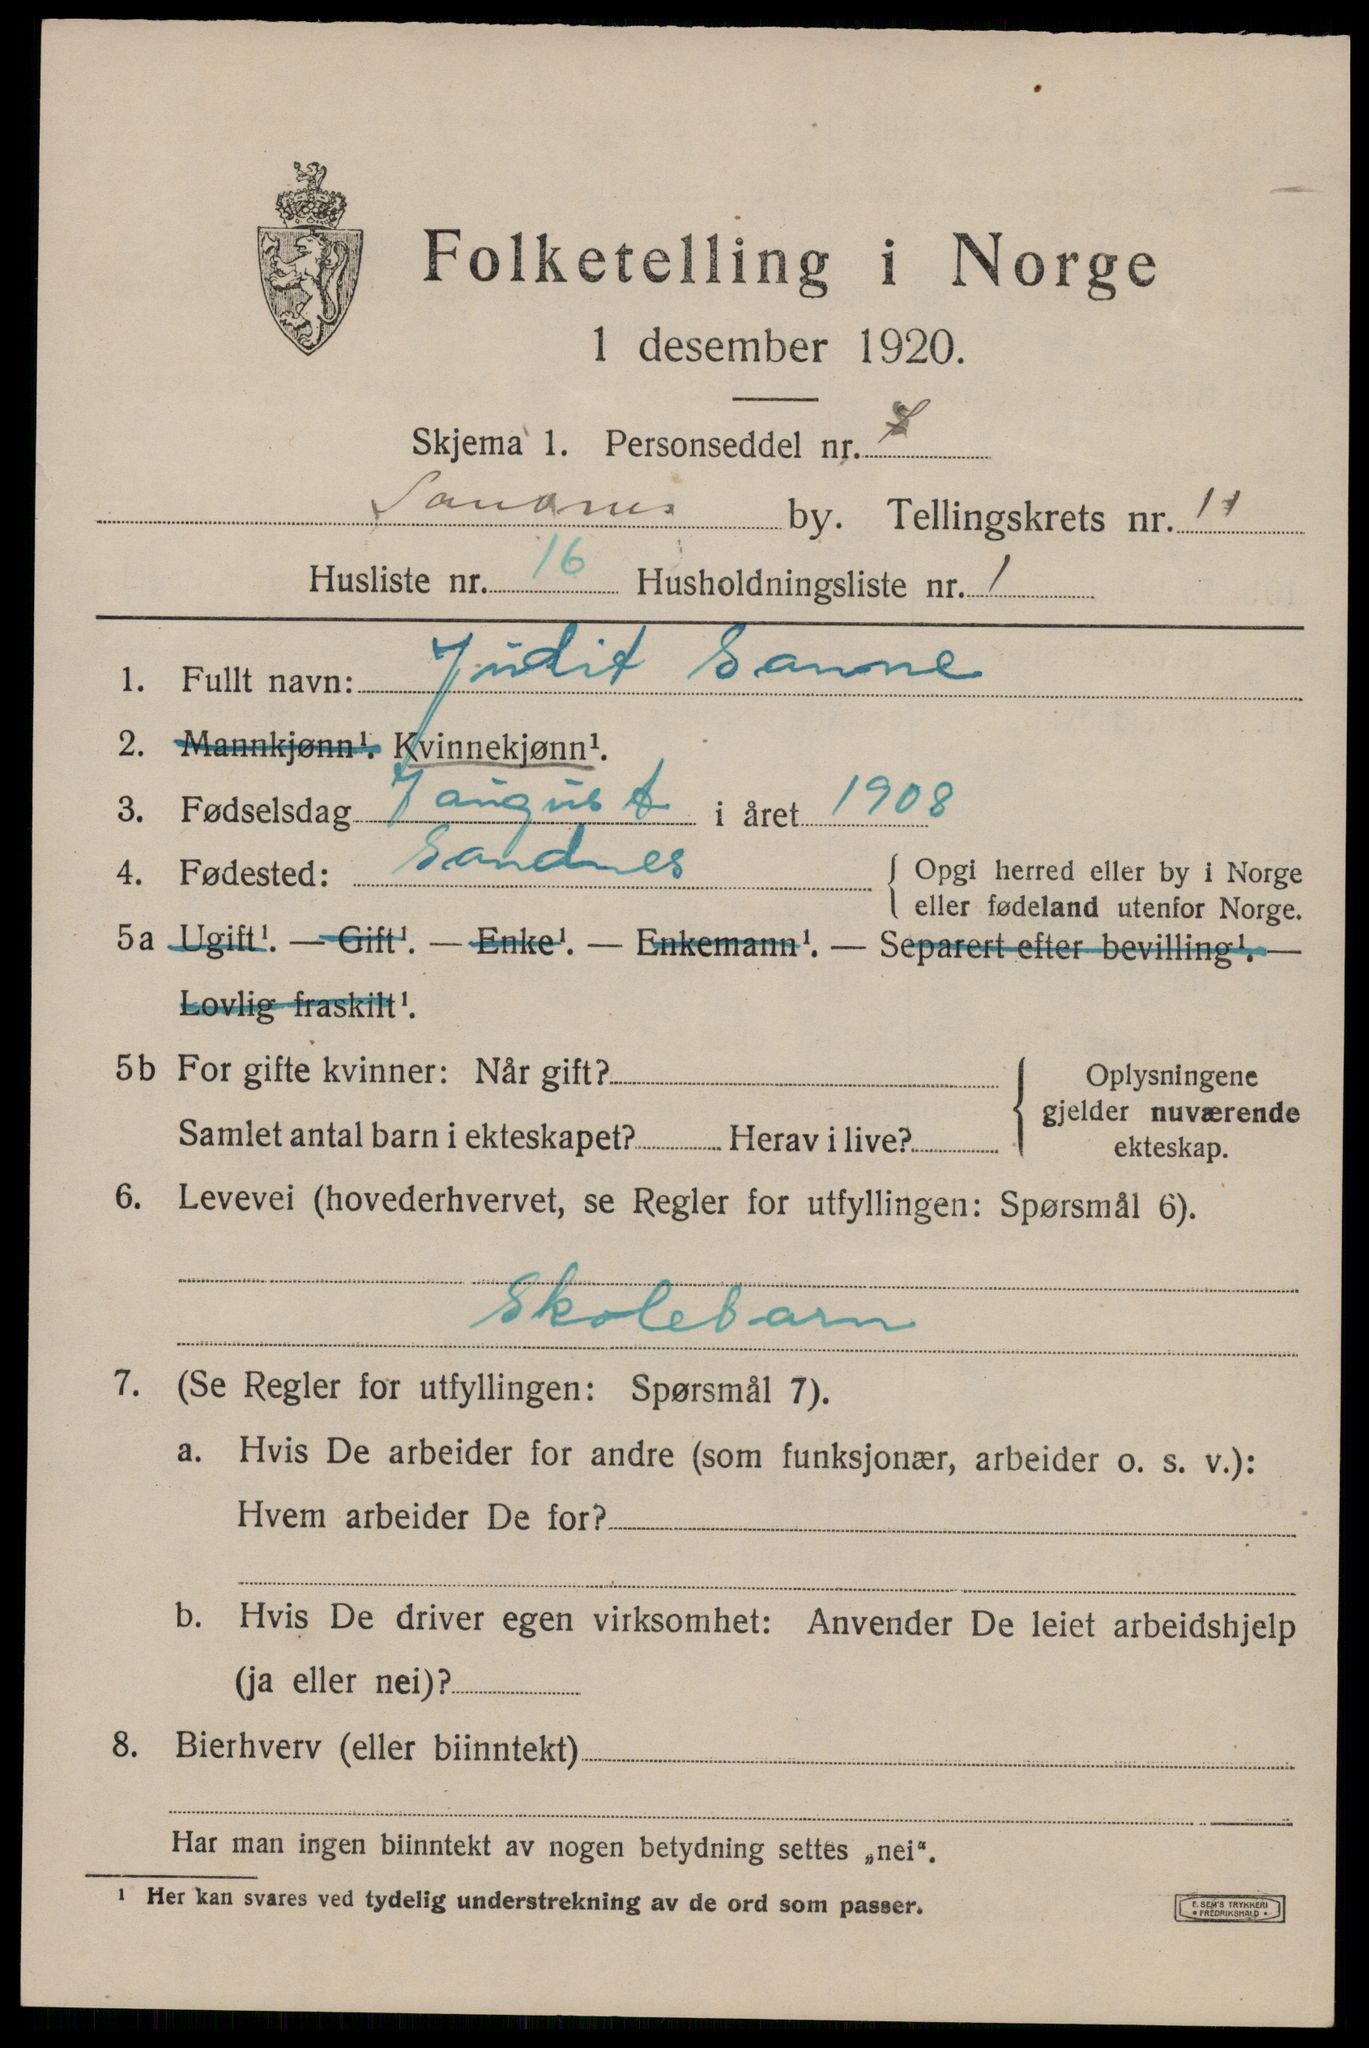 Folketelling i Norge
1 desember 1920.
Skjema 1. Personseddel nr.
Sandnes by. Tellingskrets nr. 11
Husliste nr. 16 Husholdningsliste nr. 1
1. Fullt navn: Judit Sanne
2. Mannkjønn¹. Kvinnekjønn¹.
3. Fødselsdag 7 august i året 1908
4. Fødested: Sandnes { Opgi herred eller by i Norge
eller fødeland utenfor Norge.
5a Ugift¹. — Gift¹. — Enke¹. — Enkemann¹. — Separert efter bevilling¹. —
Lovlig fraskilt¹.
5b For gifte kvinner: Når gift? } Oplysningene
gjelder nuværende
Samlet antal barn i ekteskapet? Herav i live? ekteskap.
6. Levevei (hovederhvervet, se Regler for utfyllingen: Spørsmål 6).
Skolebarn
7. (Se Regler for utfyllingen: Spørsmål 7).
a. Hvis De arbeider for andre (som funksjonær, arbeider o. s. v.):
Hvem arbeider De for?
b. Hvis De driver egen virksomhet: Anvender De leiet arbeidshjelp
(ja eller nei)?
8. Bierhverv (eller biinntekt)
Har man ingen biinntekt av nogen betydning settes „nei“.
¹ Her kan svares ved tydelig understrekning av de ord som passer.
E. SEM'S TRYKKERI
• FREDRIKSHALD •